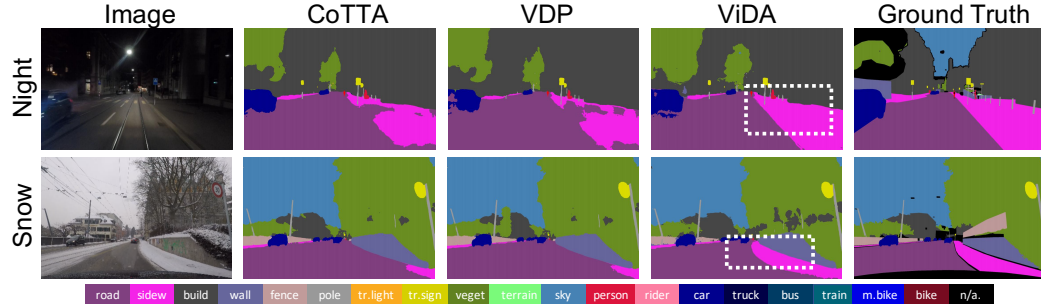 Image CoTTA VDP ViDA Ground Truth
Night
Snow
road sidew build wall fence pole tr.light tr.sign veget terrain sky person rider car truck bus train m.bike bike n/a.